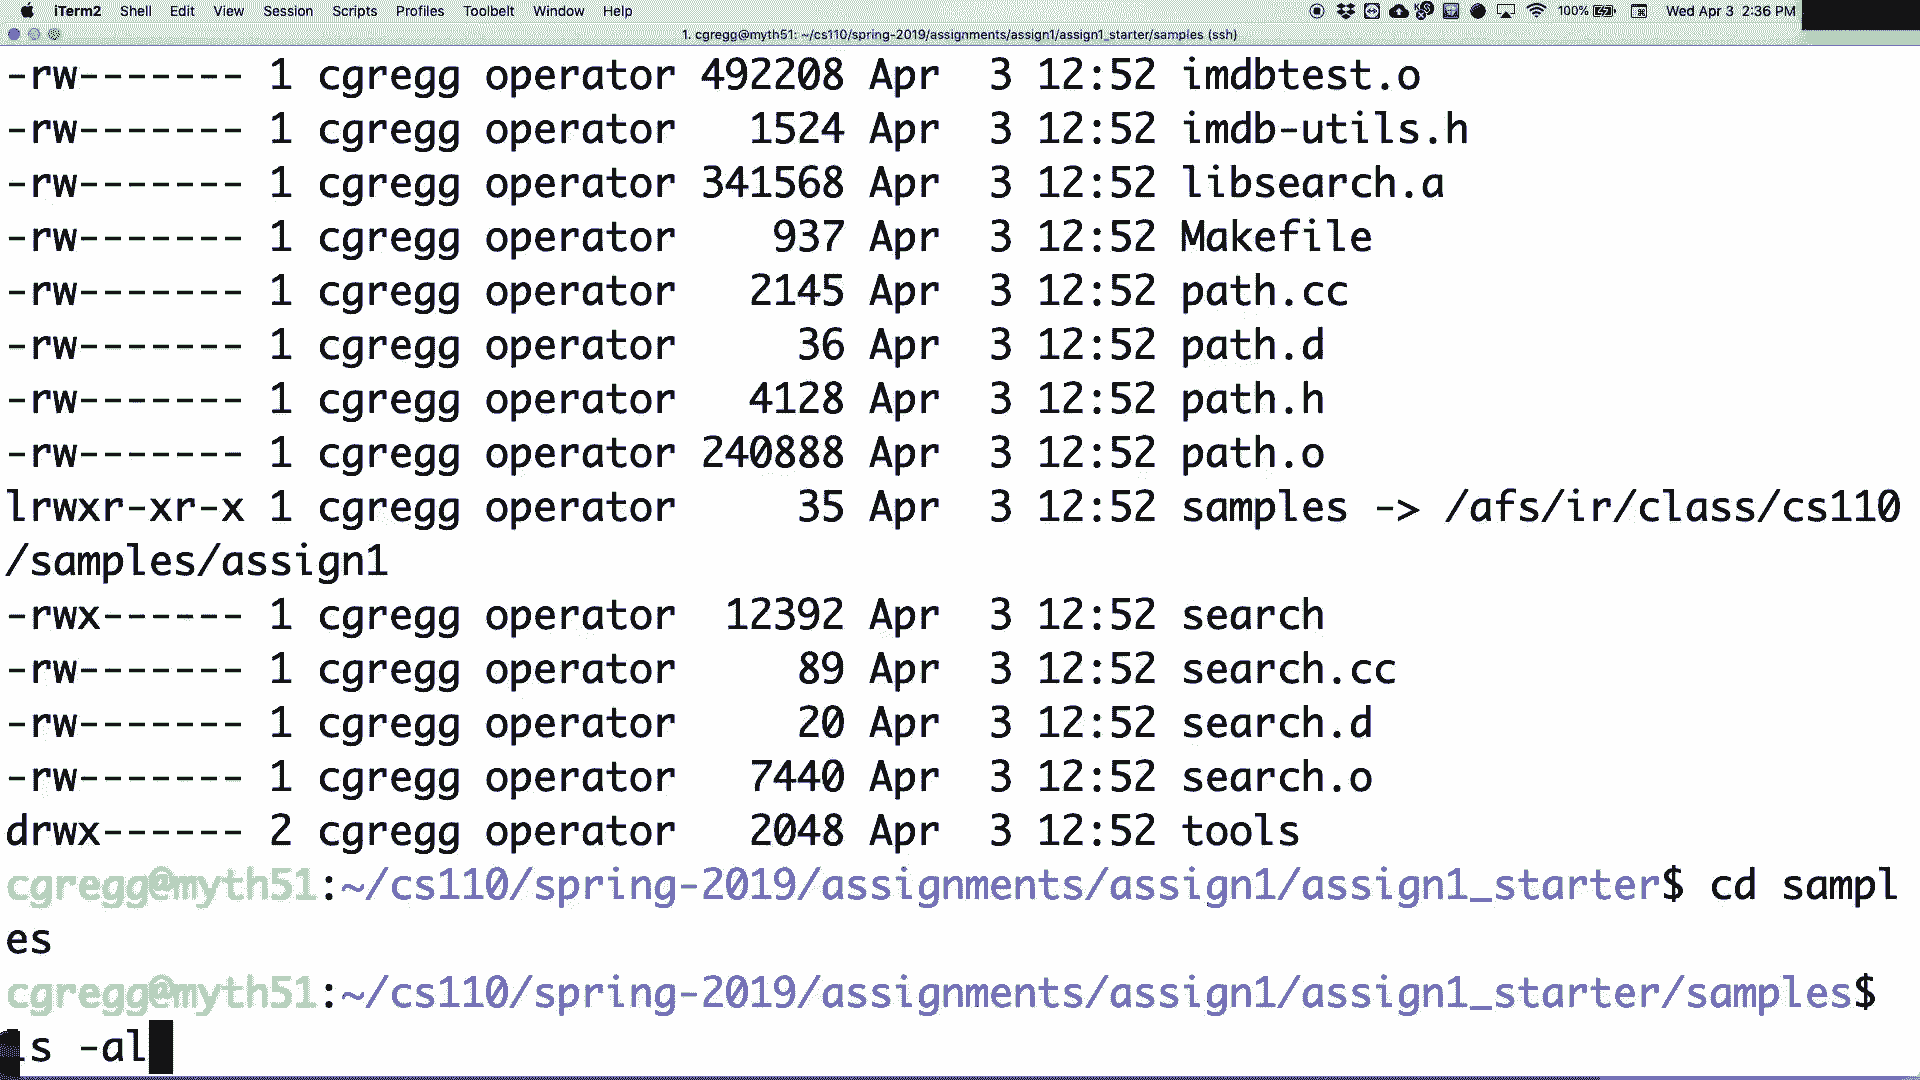 iTerm2 Shell Edit View Session Scripts Profiles Toolbelt Window Help 100% Wed Apr 3 2:36 PM
1. cgregg@myth51: ~/cs110/spring-2019/assignments/assign1/assign1_starter/samples (ssh)
-rw------- 1 cgregg operator 492208 Apr  3 12:52 imdbtest.o
-rw------- 1 cgregg operator   1524 Apr  3 12:52 imdb-utils.h
-rw------- 1 cgregg operator 341568 Apr  3 12:52 libsearch.a
-rw------- 1 cgregg operator    937 Apr  3 12:52 Makefile
-rw------- 1 cgregg operator   2145 Apr  3 12:52 path.cc
-rw------- 1 cgregg operator     36 Apr  3 12:52 path.d
-rw------- 1 cgregg operator   4128 Apr  3 12:52 path.h
-rw------- 1 cgregg operator 240888 Apr  3 12:52 path.o
lrwxr-xr-x 1 cgregg operator     35 Apr  3 12:52 samples -> /afs/ir/class/cs110
/samples/assign1
-rwx------ 1 cgregg operator  12392 Apr  3 12:52 search
-rw------- 1 cgregg operator     89 Apr  3 12:52 search.cc
-rw------- 1 cgregg operator     20 Apr  3 12:52 search.d
-rw------- 1 cgregg operator   7440 Apr  3 12:52 search.o
drwx------ 2 cgregg operator   2048 Apr  3 12:52 tools
cgregg@myth51:~/cs110/spring-2019/assignments/assign1/assign1_starter$ cd sampl
es
cgregg@myth51:~/cs110/spring-2019/assignments/assign1/assign1_starter/samples$
ls -al